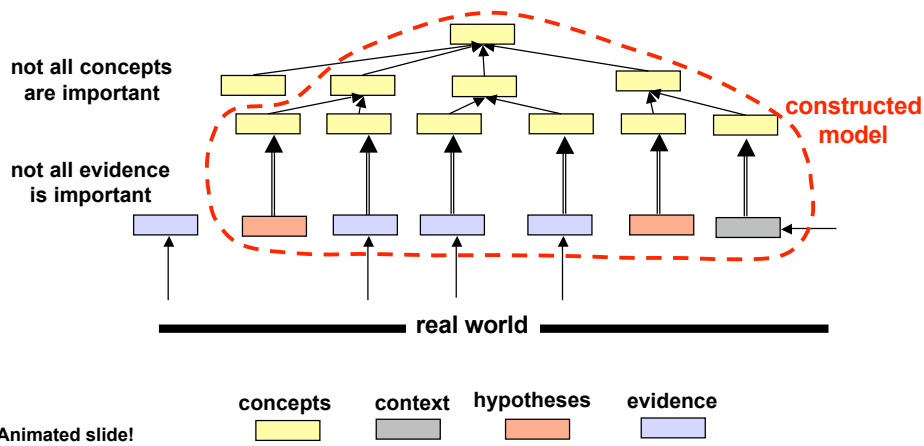 not all concepts
are important
constructed
model
not all evidence
is important
real world
concepts
context
hypotheses
evidence
Animated slide!